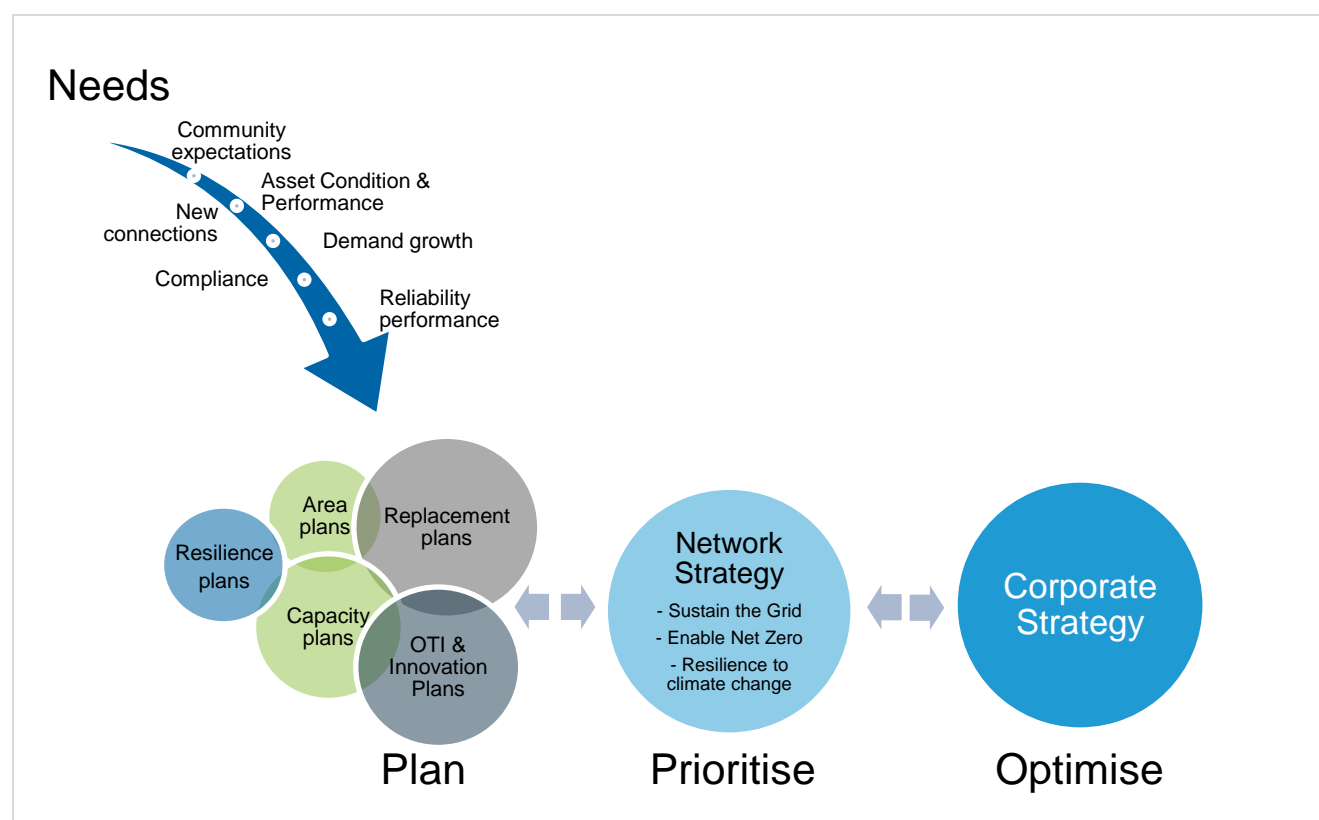 Needs
Community
expectations
Asset Condition &
Performance
New
connections
Demand growth
Compliance
Reliability
performance
Area
plans
Replacement
plans
Resilience
plans
Capacity
plans
OTI &
Innovation
Plans
Network
Strategy
- Sustain the Grid
- Enable Net Zero
- Resilience to
climate change
Corporate
Strategy
Plan
Prioritise
Optimise